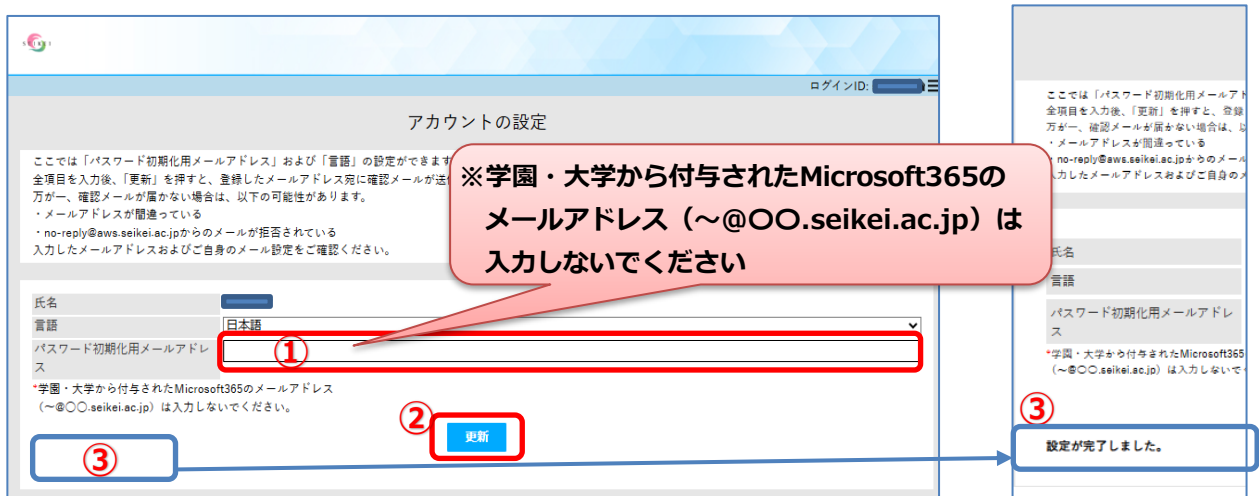 SEIKEI
ログインID:
アカウントの設定
ここでは「パスワード初期化用メールアドレス」および「言語」の設定ができます
全項目を入力後、「更新」を押すと、登録したメールアドレス宛に確認メールが送
万が一、確認メールが届かない場合は、以下の可能性があります。
・メールアドレスが間違っている
・no-reply@aws.seikei.ac.jpからのメールが拒否されている
入力したメールアドレスおよびご自身のメール設定をご確認ください。
※学園・大学から付与されたMicrosoft365の
メールアドレス（～@〇〇.seikei.ac.jp）は
入力しないでください
氏名
言語
日本語
パスワード初期化用メールアドレ
ス
①
*学園・大学から付与されたMicrosoft365のメールアドレス
（～@〇〇.seikei.ac.jp）は入力しないでください。
②
更新
③
ここでは「パスワード初期化用メールアド
全項目を入力後、「更新」を押すと、登録
万が一、確認メールが届かない場合は、以
・メールアドレスが間違っている
no-reply@aws.seikei.ac.jpからのメール
入力したメールアドレスおよびご自身のメ
氏名
言語
パスワード初期化用メールアドレ
ス
*学園・大学から付与されたMicrosoft365
（～@〇〇.seikei.ac.jp）は入力しないで
③
設定が完了しました。